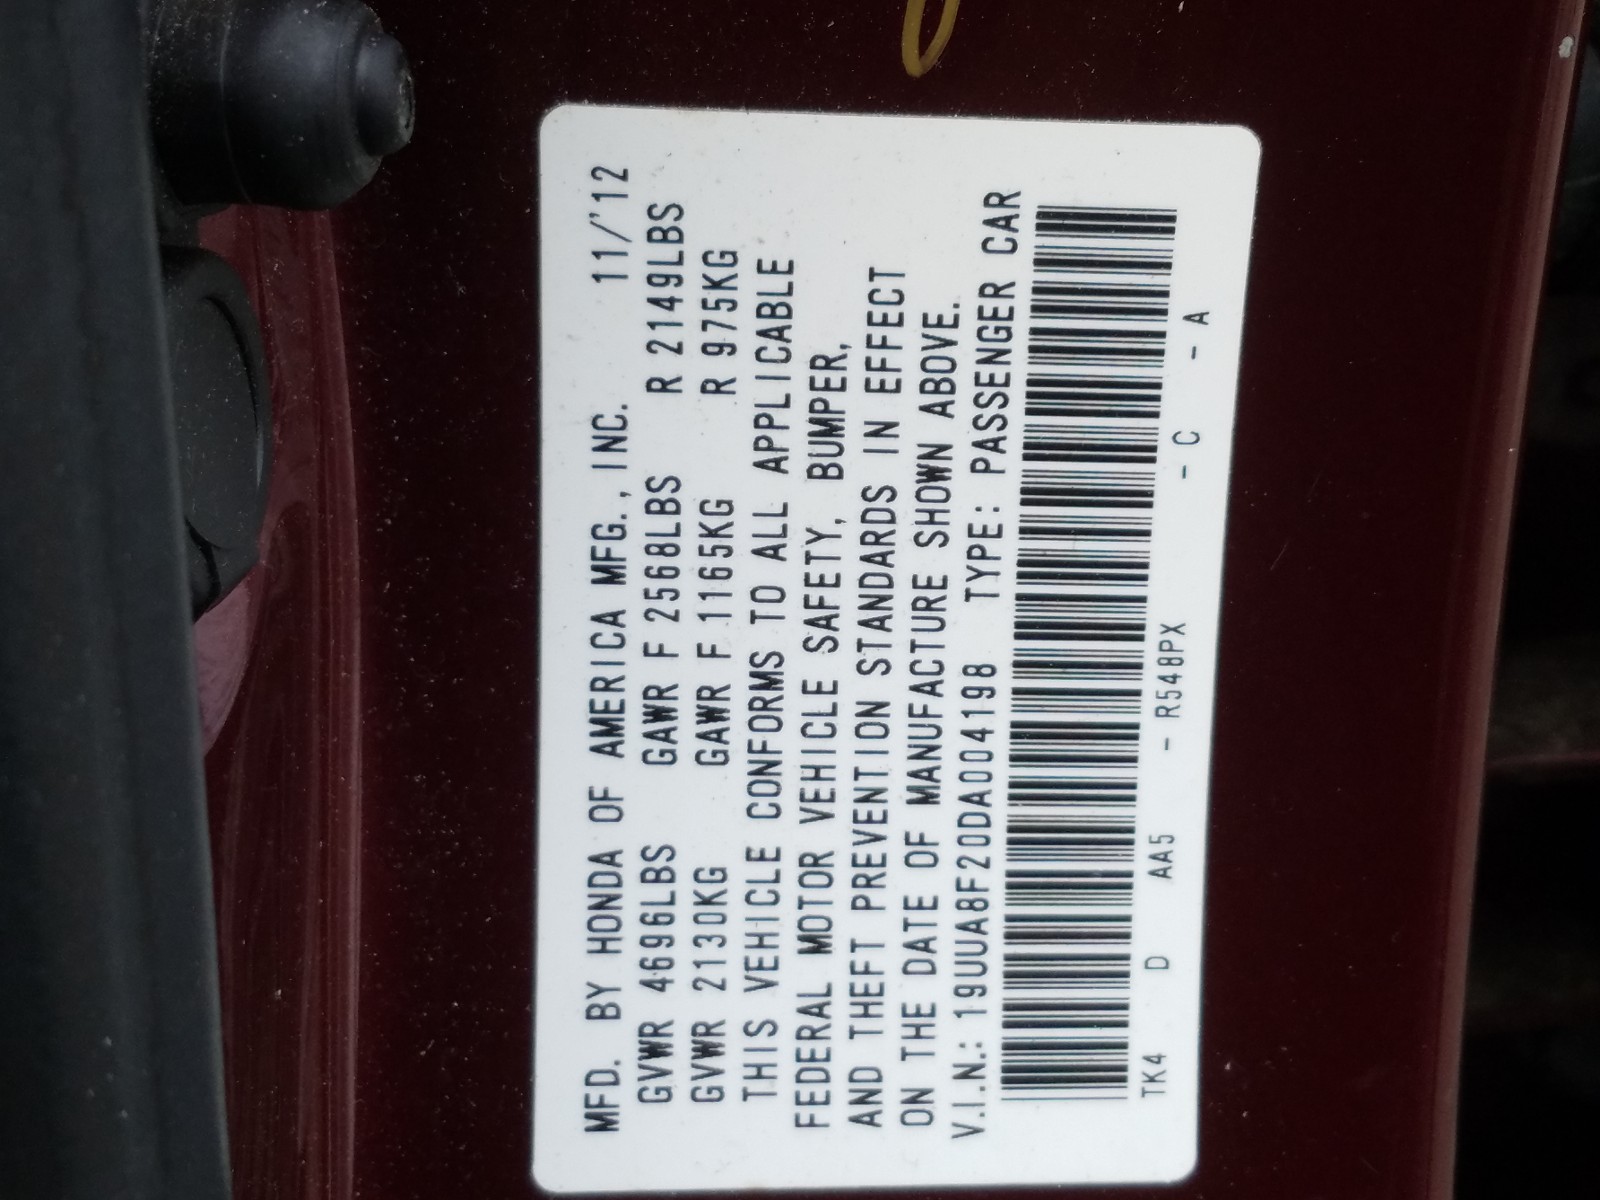 MFD. BY HONDA OF AMERICA MFG., INC. 11/'12
GVWR 4696LBS GAWR F 2568LBS R 2149LBS
GVWR 2130KG GAWR F 1165KG R 975KG
THIS VEHICLE CONFORMS TO ALL APPLICABLE
FEDERAL MOTOR VEHICLE SAFETY, BUMPER,
AND THEFT PREVENTION STANDARDS IN EFFECT
ON THE DATE OF MANUFACTURE SHOWN ABOVE.
V.I.N.: 19UUA8F20DA004198 TYPE: PASSENGER CAR
TK4 D AA5 - R548PX - C - A